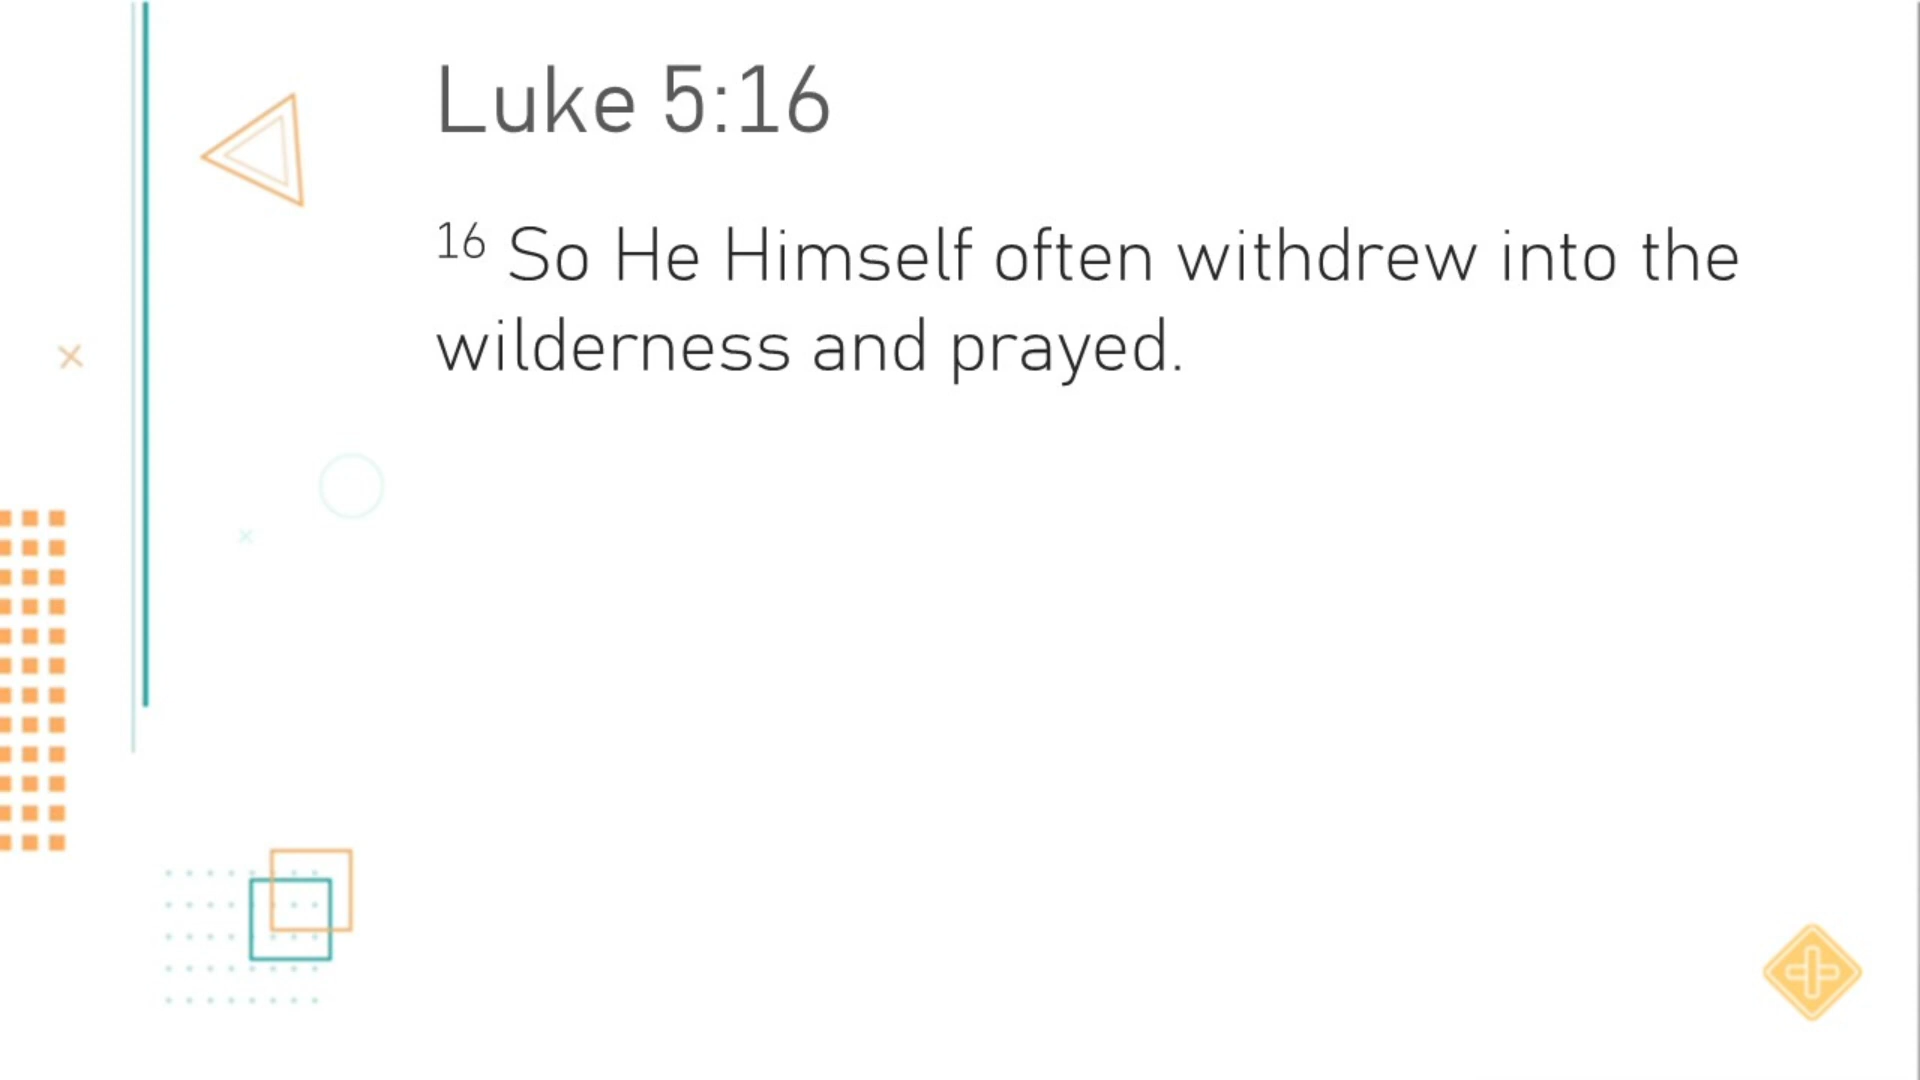 Luke 5:16
16 So He Himself often withdrew into the
wilderness and prayed.